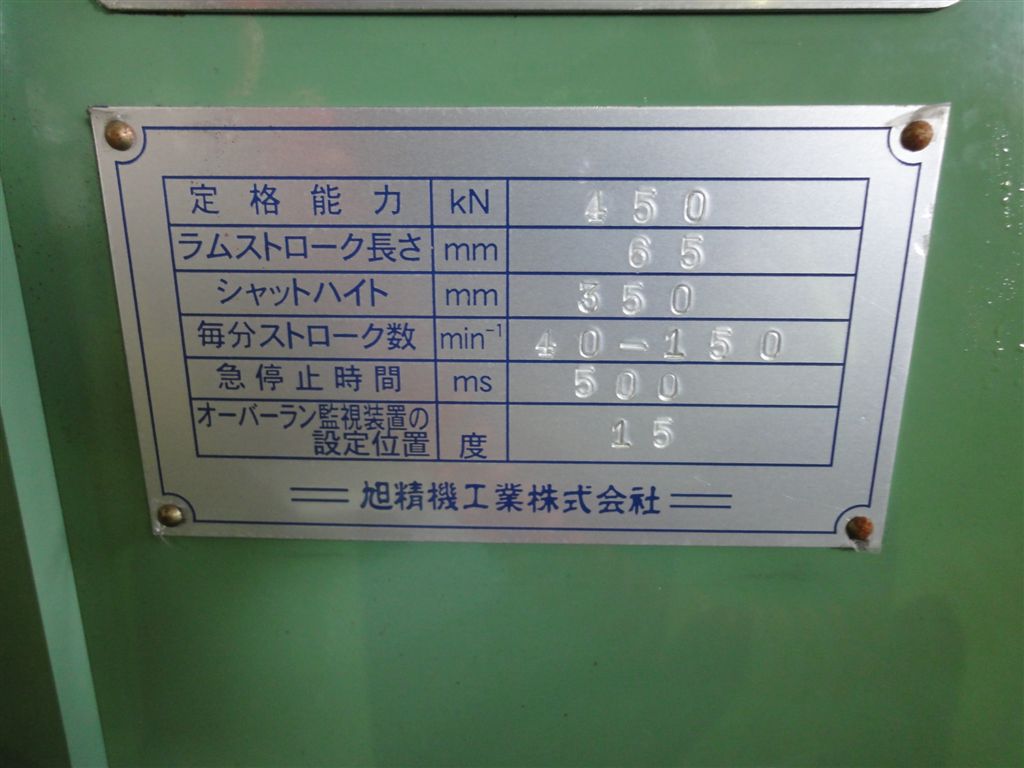 定格能力 kN 450
ラムストローク長さ mm 65
シャットハイト mm 350
毎分ストローク数 min⁻¹ 40-150
急停止時間 ms 500
オーバーラン監視装置の
設定位置 度 15
旭精機工業株式会社